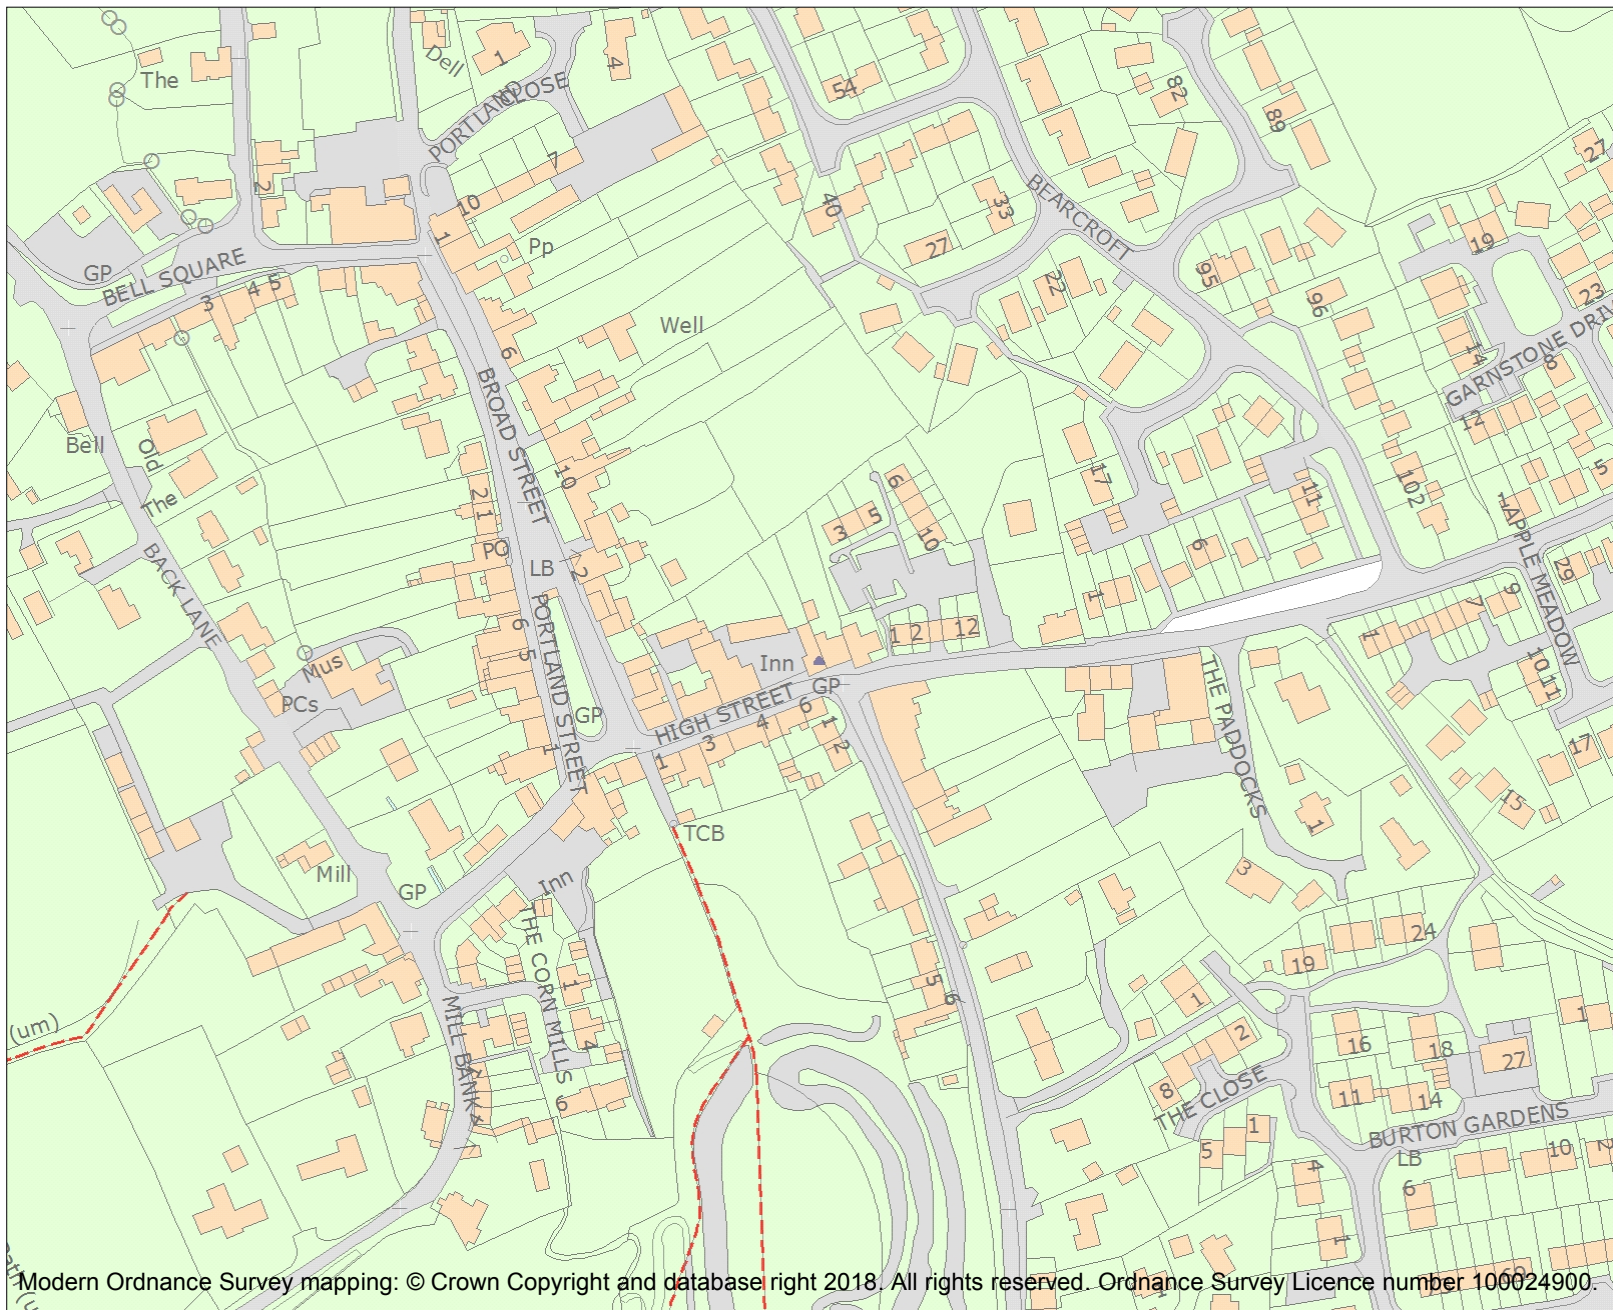 The
Dell
1
4
PORTLAND
CLOSE
54
82
89
27
2
10
7
1
Pp
40
33
27
BEARCROFT
19
GP
BELL SQUARE
3
4
5
22
95
96
23
GARNSTONE DRIV
14
8
12
Well
6
BROAD STREET
Bell
Old
The
21
10
6
3
5
10
17
11
102
5
APPLE MEADOW
PO
LB
2
BACK LANE
PORTLAND STREET
6
5
1
6
29
9
7
1
10
11
1
2
12
Inn
GP
Mus
PCs
GP
HIGH STREET
1
3
4
6
1
2
THE PADDOCKS
17
15
1
3
TCB
Mill
GP
Inn
THE CORN MILLS
1
4
6
24
19
5
6
1
2
1
(um)
MILL BANK
4
16
18
27
8
THE CLOSE
11
14
BURTON GARDENS
1
5
LB
10
2
4
6
1
69
Modern Ordnance Survey mapping: © Crown Copyright and database right 2018. All rights reserved. Ordnance Survey Licence number 100024900.